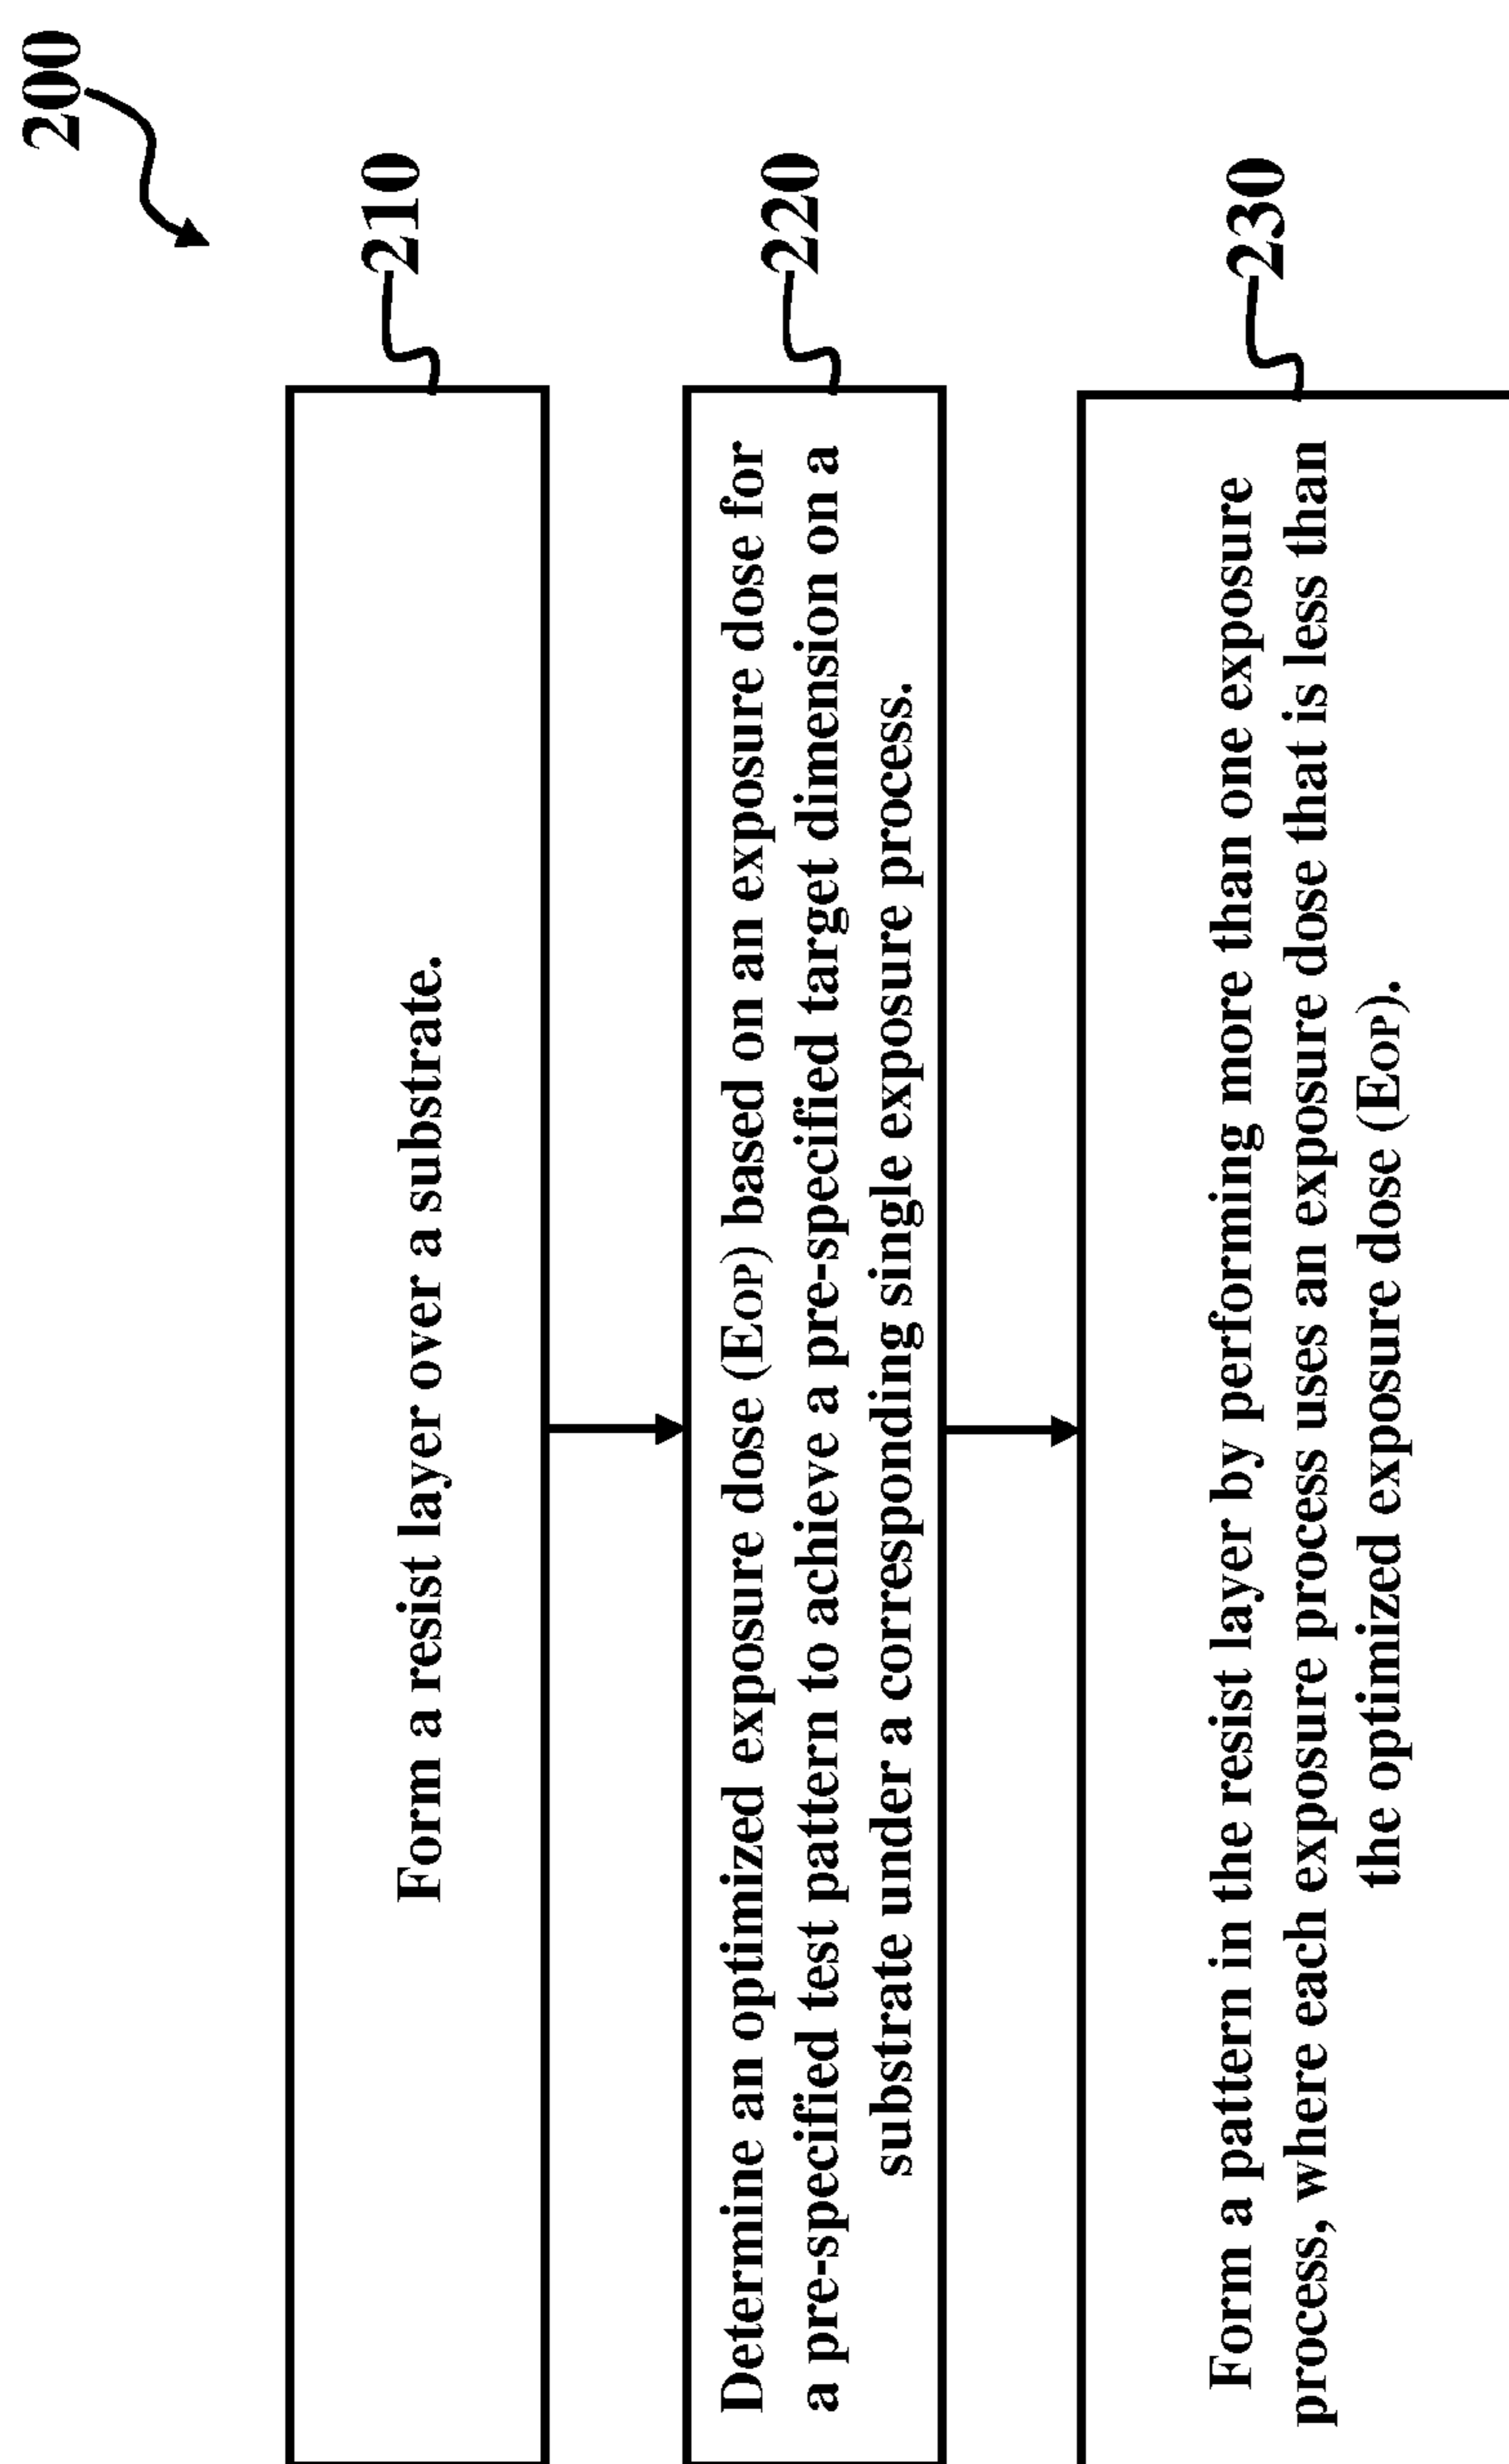 200
210
Form a resist layer over a substrate.
220
Determine an optimized exposure dose (EOP) based on an exposure dose for
a pre-specified test pattern to achieve a pre-specified target dimension on a
substrate under a corresponding single exposure process.
230
Form a pattern in the resist layer by performing more than one exposure
process, where each exposure process uses an exposure dose that is less than
the optimized exposure dose (EOP).